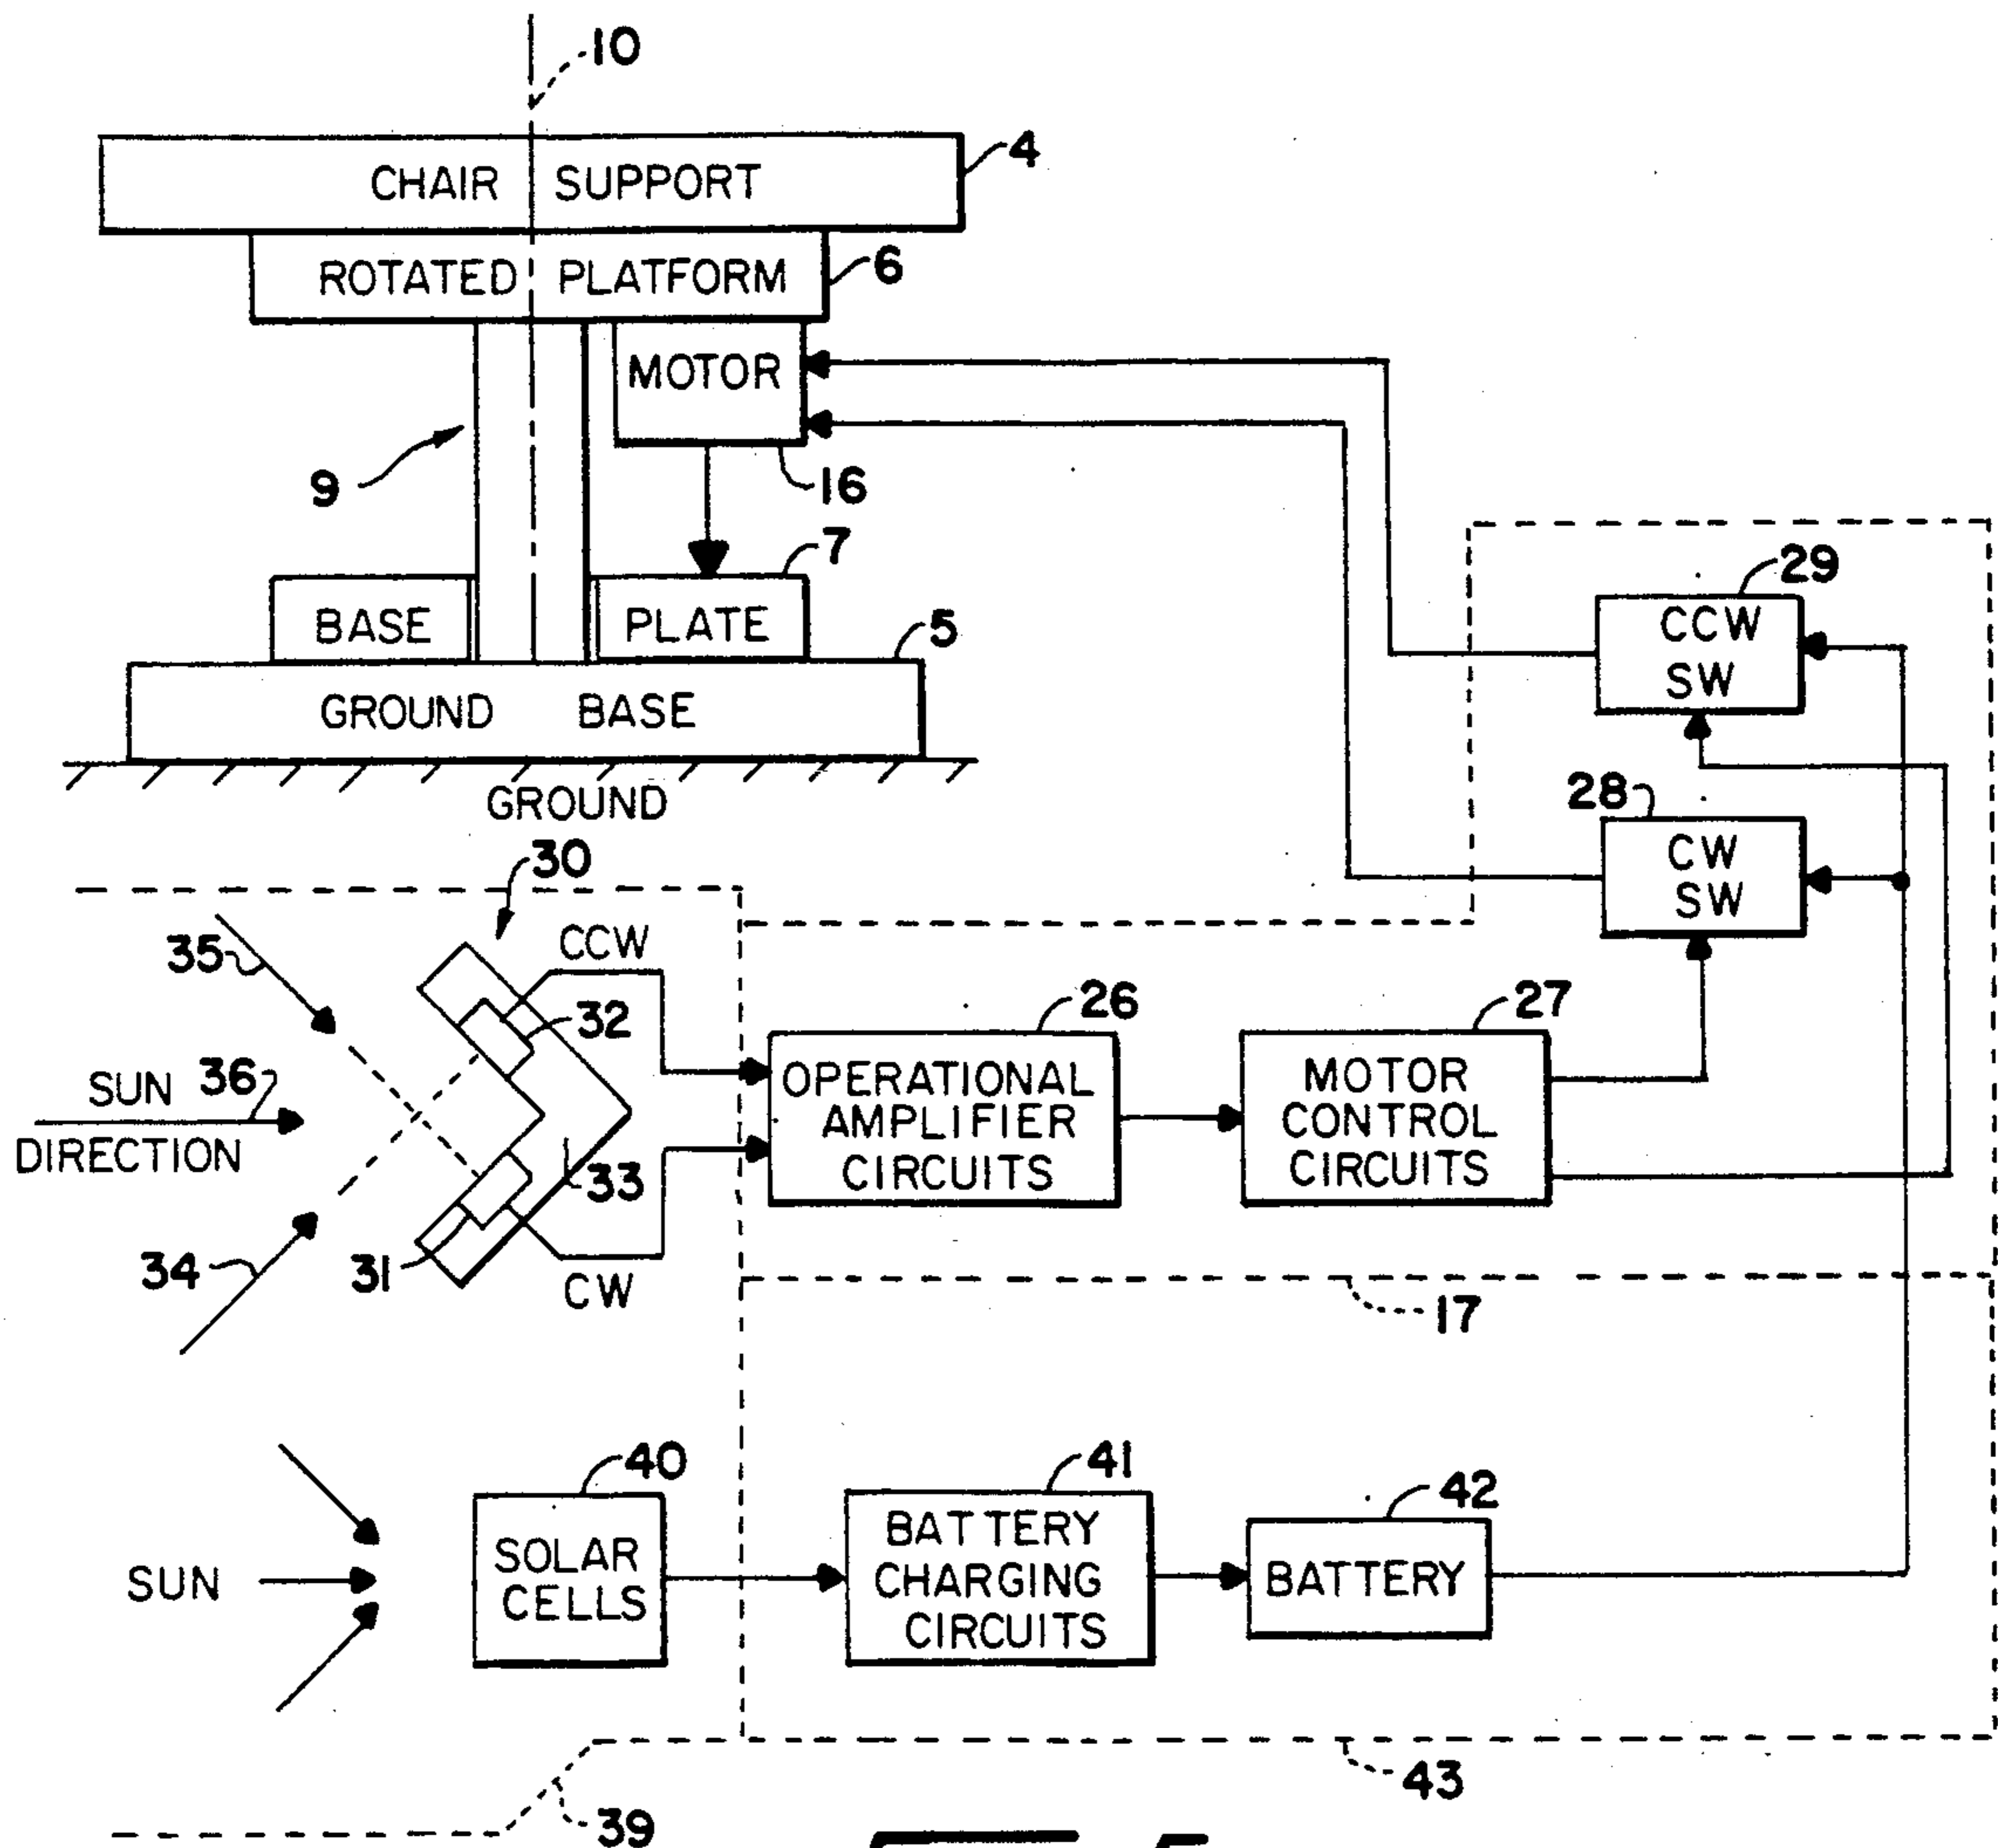 10
CHAIR SUPPORT
4
ROTATED PLATFORM
6
MOTOR
9
16
7
BASE PLATE
5
GROUND BASE
GROUND
29
CCW
SW
28
CW
SW
30
35
CCW
32
26
27
SUN 36
DIRECTION
OPERATIONAL
AMPLIFIER
CIRCUITS
MOTOR
CONTROL
CIRCUITS
33
34
31
CW
17
40
41
42
SUN
SOLAR
CELLS
BATTERY
CHARGING
CIRCUITS
BATTERY
43
39